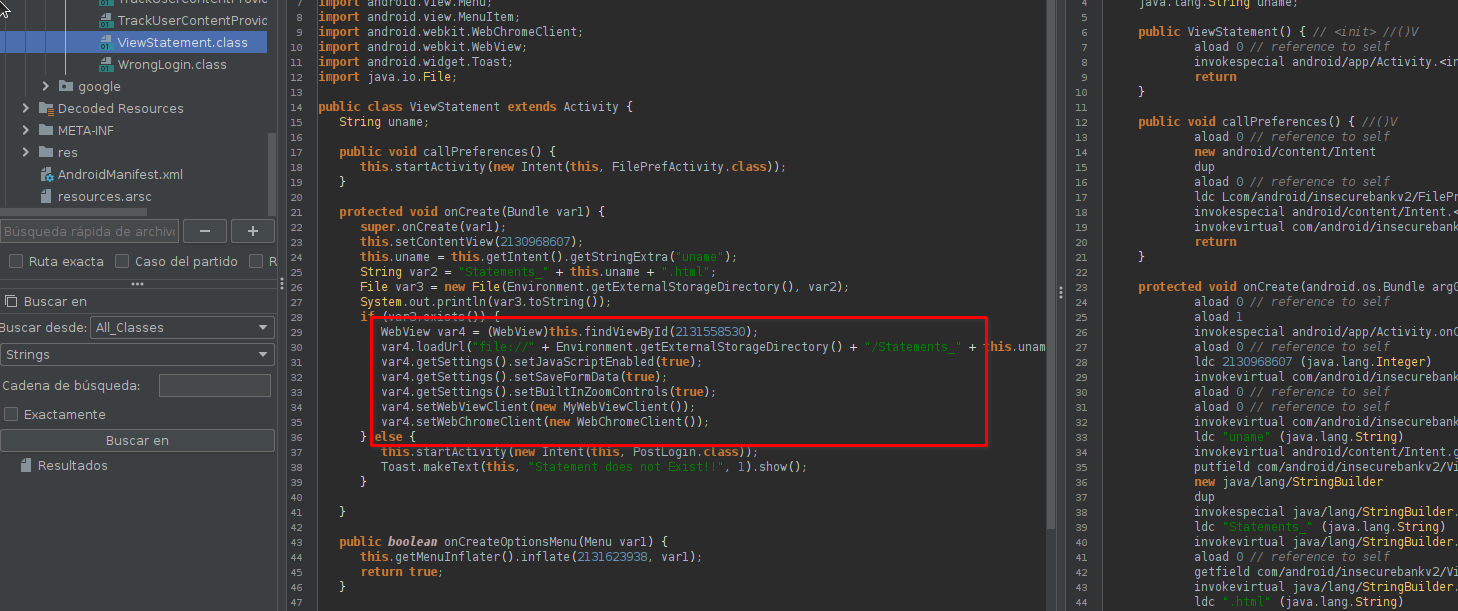 TrackUserContentProvic
ViewStatement.class
WrongLogin.class
google
Decoded Resources
META-INF
res
AndroidManifest.xml
resources.arsc
Búsqueda rápida de archivo
−
+
Ruta exacta
Caso del partido
R
Buscar en
Buscar desde:
All_Classes
Strings
Cadena de búsqueda:
Exactamente
Buscar en
Resultados
7 import android.view.Menu;
8 import android.view.MenuItem;
9 import android.webkit.WebChromeClient;
10 import android.webkit.WebView;
11 import android.widget.Toast;
12 import java.io.File;
13
14 public class ViewStatement extends Activity {
15 String uname;
16
17 public void callPreferences() {
18 this.startActivity(new Intent(this, FilePrefActivity.class));
19 }
20
21 protected void onCreate(Bundle var1) {
22 super.onCreate(var1);
23 this.setContentView(2130968607);
24 this.uname = this.getIntent().getStringExtra("uname");
25 String var2 = "Statements_" + this.uname + ".html";
26 File var3 = new File(Environment.getExternalStorageDirectory(), var2);
27 System.out.println(var3.toString());
28 if (var3.exists()) {
29 WebView var4 = (WebView)this.findViewById(2131558530);
30 var4.loadUrl("file://" + Environment.getExternalStorageDirectory() + "/Statements_" + this.unam
31 var4.getSettings().setJavaScriptEnabled(true);
32 var4.getSettings().setSaveFormData(true);
33 var4.getSettings().setBuiltInZoomControls(true);
34 var4.setWebViewClient(new MyWebViewClient());
35 var4.setWebChromeClient(new WebChromeClient());
36 } else {
37 this.startActivity(new Intent(this, PostLogin.class));
38 Toast.makeText(this, "Statement does not Exist!!", 1).show();
39 }
40
41 }
42
43 public boolean onCreateOptionsMenu(Menu var1) {
44 this.getMenuInflater().inflate(2131623938, var1);
45 return true;
46 }
47
4 java.lang.String uname;
5
6 public ViewStatement() { // <init> //()V
7 aload 0 // reference to self
8 invokespecial android/app/Activity.<in
9 return
10 }
11
12 public void callPreferences() { //()V
13 aload 0 // reference to self
14 new android/content/Intent
15 dup
16 aload 0 // reference to self
17 ldc Lcom/android/insecurebankv2/FilePr
18 invokespecial android/content/Intent.<
19 invokevirtual com/android/insecurebank
20 return
21 }
22
23 protected void onCreate(android.os.Bundle arg0
24 aload 0 // reference to self
25 aload 1
26 invokespecial android/app/Activity.onC
27 aload 0 // reference to self
28 ldc 2130968607 (java.lang.Integer)
29 invokevirtual com/android/insecurebank
30 aload 0 // reference to self
31 aload 0 // reference to self
32 invokevirtual com/android/insecurebank
33 ldc "uname" (java.lang.String)
34 invokevirtual android/content/Intent.g
35 putfield com/android/insecurebankv2/Vi
36 new java/lang/StringBuilder
37 dup
38 invokespecial java/lang/StringBuilder.
39 ldc "Statements_" (java.lang.String)
40 invokevirtual java/lang/StringBuilder.
41 aload 0 // reference to self
42 getfield com/android/insecurebankv2/Vi
43 invokevirtual java/lang/StringBuilder.
44 ldc ".html" (java.lang.String)